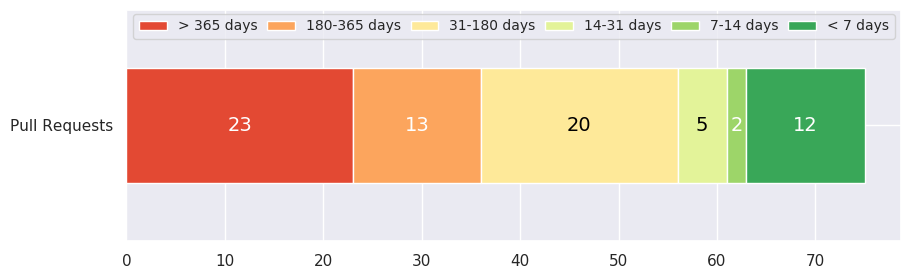 > 365 days 180-365 days 31-180 days 14-31 days 7-14 days < 7 days
Pull Requests 23 13 20 5 2 12
0 10 20 30 40 50 60 70